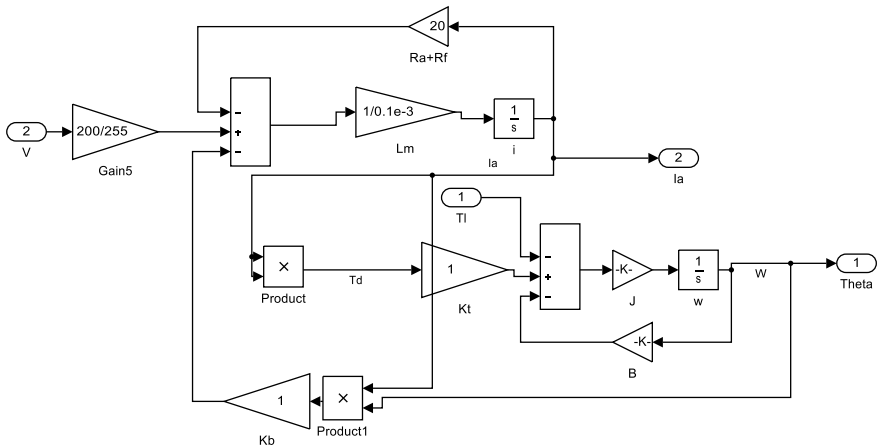 20
Ra+Rf
−
+
−
1/0.1e-3
Lm
1
s
i
Ia
2
V
200/255
Gain5
2
Ia
1
Tl
×
Product
Td
1
Kt
−
+
−
-K-
J
1
s
w
W
1
Theta
-K-
B
1
Kb
×
Product1